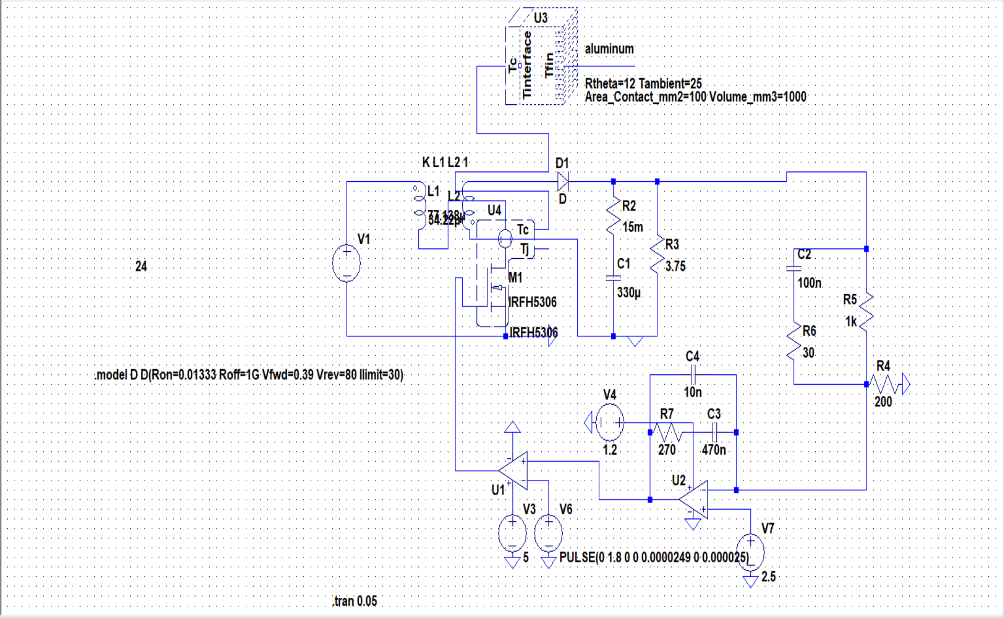 U3
Tc
Tinterface
Tfin
aluminum
Rtheta=12 Tambient=25
Area_Contact_mm2=100 Volume_mm3=1000
K L1 L2 1
D1
D
L1
L2
U4
Tc
Tj
V1
24
M1
IRFH5306
IRFH5306
R2
15m
C1
330µ
R3
3.75
C2
100n
R5
1k
R6
30
R4
200
.model D D(Ron=0.01333 Roff=1G Vfwd=0.39 Vrev=80 Ilimit=30)
C4
10n
V4
1.2
R7
270
C3
470n
U1
U2
V3
5
V6
PULSE(0 1.8 0 0 0.0000249 0 0.000025)
V7
2.5
.tran 0.05